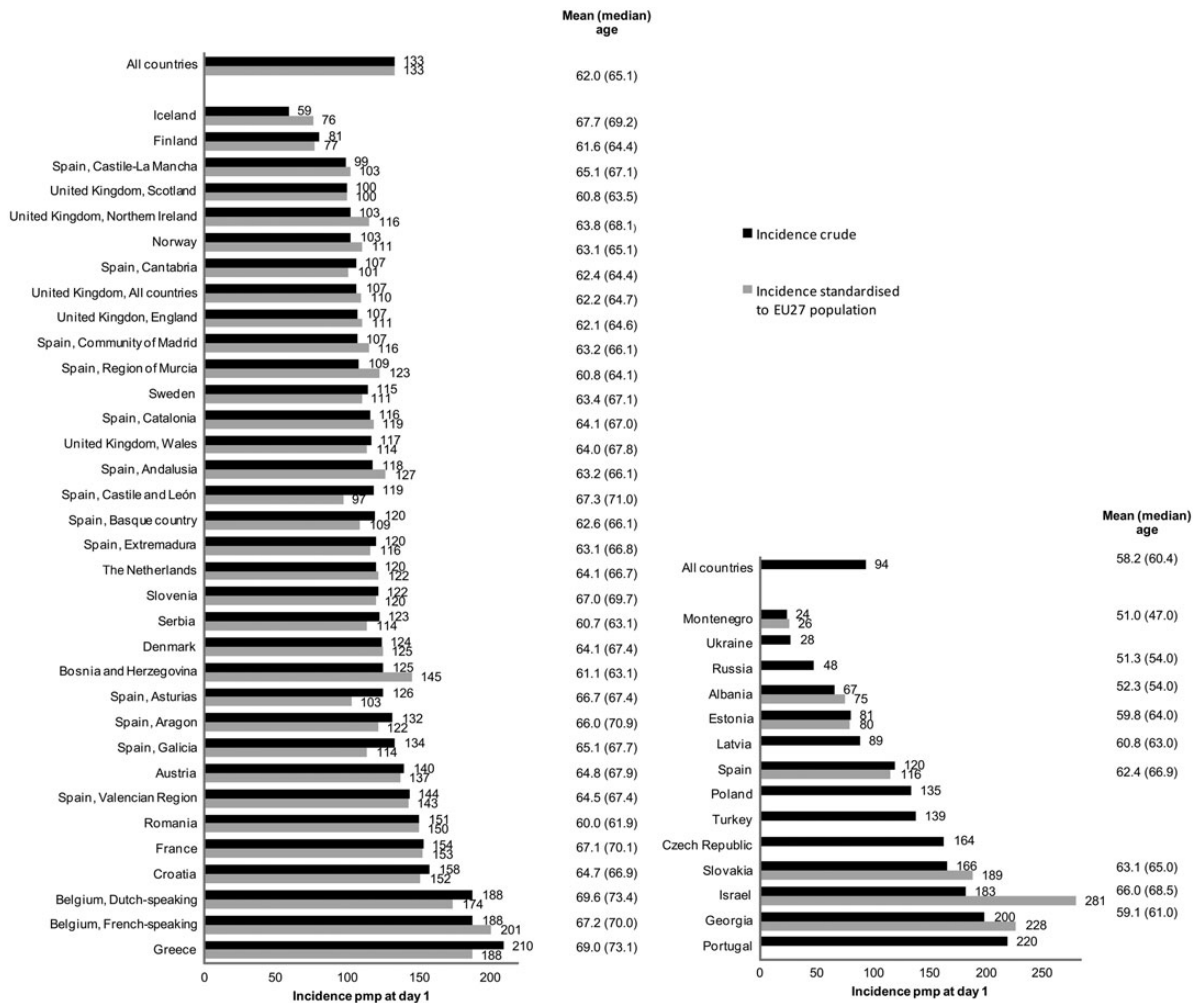 Mean (median)
age
All countries 133 133 62.0 (65.1)
Iceland 59 76 67.7 (69.2)
Finland 81 77 61.6 (64.4)
Spain, Castile-La Mancha 99 103 65.1 (67.1)
United Kingdom, Scotland 100 100 60.8 (63.5)
United Kingdom, Northern Ireland 103 116 63.8 (68.1)
Norway 103 111 63.1 (65.1)
Spain, Cantabria 107 101 62.4 (64.4)
United Kingdom, All countries 107 110 62.2 (64.7)
United Kingdon, England 107 111 62.1 (64.6)
Spain, Community of Madrid 107 116 63.2 (66.1)
Spain, Region of Murcia 109 123 60.8 (64.1)
Sweden 115 111 63.4 (67.1)
Spain, Catalonia 116 119 64.1 (67.0)
United Kingdom, Wales 117 114 64.0 (67.8)
Spain, Andalusia 118 127 63.2 (66.1)
Spain, Castile and León 119 97 67.3 (71.0)
Spain, Basque country 120 109 62.6 (66.1)
Spain, Extremadura 120 116 63.1 (66.8)
The Netherlands 120 122 64.1 (66.7)
Slovenia 122 120 67.0 (69.7)
Serbia 123 114 60.7 (63.1)
Denmark 124 125 64.1 (67.4)
Bosnia and Herzegovina 125 145 61.1 (63.1)
Spain, Asturias 126 103 66.7 (67.4)
Spain, Aragon 132 122 66.0 (70.9)
Spain, Galicia 134 114 65.1 (67.7)
Austria 140 137 64.8 (67.9)
Spain, Valencian Region 144 143 64.5 (67.4)
Romania 151 150 60.0 (61.9)
France 154 153 67.1 (70.1)
Croatia 158 152 64.7 (66.9)
Belgium, Dutch-speaking 188 174 69.6 (73.4)
Belgium, French-speaking 188 201 67.2 (70.0)
Greece 210 188 69.0 (73.1)
0 50 100 150 200
Incidence pmp at day 1
Incidence crude
Incidence standardised
to EU27 population
Mean (median)
age
All countries 94 58.2 (60.4)
Montenegro 24 26 51.0 (47.0)
Ukraine 28
Russia 48 51.3 (54.0)
Albania 67 75 52.3 (54.0)
Estonia 81 80 59.8 (64.0)
Latvia 89 60.8 (63.0)
Spain 120 116 62.4 (66.9)
Poland 135
Turkey 139
Czech Republic 164
Slovakia 166 189 63.1 (65.0)
Israel 183 281 66.0 (68.5)
Georgia 200 228 59.1 (61.0)
Portugal 220
0 50 100 150 200 250
Incidence pmp at day 1